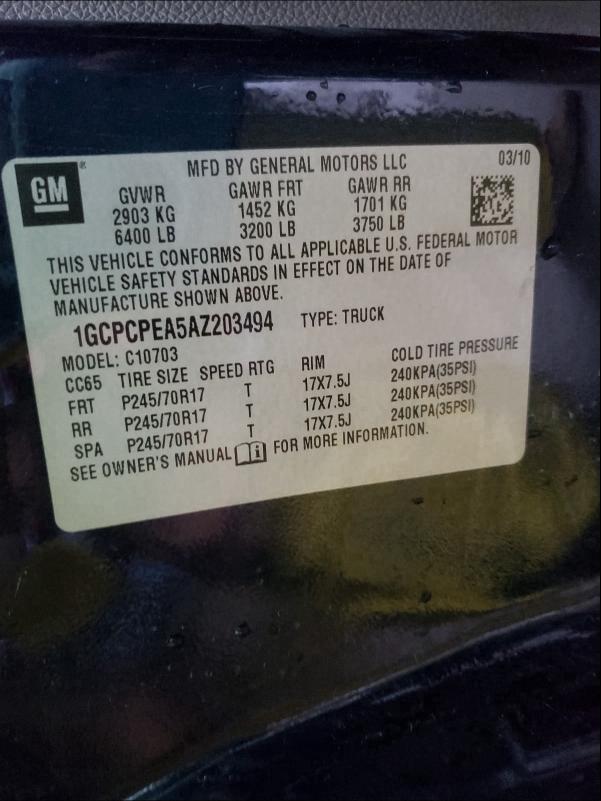 GM®
MFD BY GENERAL MOTORS LLC 03/10
GVWR GAWR FRT GAWR RR
2903 KG 1452 KG 1701 KG
6400 LB 3200 LB 3750 LB
THIS VEHICLE CONFORMS TO ALL APPLICABLE U.S. FEDERAL MOTOR
VEHICLE SAFETY STANDARDS IN EFFECT ON THE DATE OF
MANUFACTURE SHOWN ABOVE.
1GCPCPEA5AZ203494 TYPE: TRUCK
MODEL: C10703
CC65 TIRE SIZE SPEED RTG RIM COLD TIRE PRESSURE
FRT P245/70R17 T 17X7.5J 240KPA(35PSI)
RR P245/70R17 T 17X7.5J 240KPA(35PSI)
SPA P245/70R17 T 17X7.5J 240KPA(35PSI)
SEE OWNER'S MANUAL FOR MORE INFORMATION.